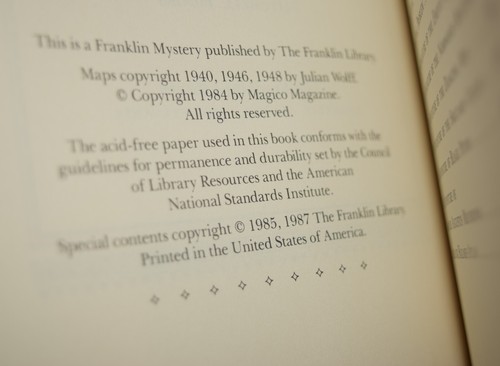 This is a Franklin Mystery published by The Franklin Library.
Maps copyright 1940, 1946, 1948 by Julian Wolff.
© Copyright 1984 by Magico Magazine.
All rights reserved.
The acid-free paper used in this book conforms with the
guidelines for permanence and durability set by the Council
of Library Resources and the American
National Standards Institute.
Special contents copyright © 1985, 1987 The Franklin Library.
Printed in the United States of America.